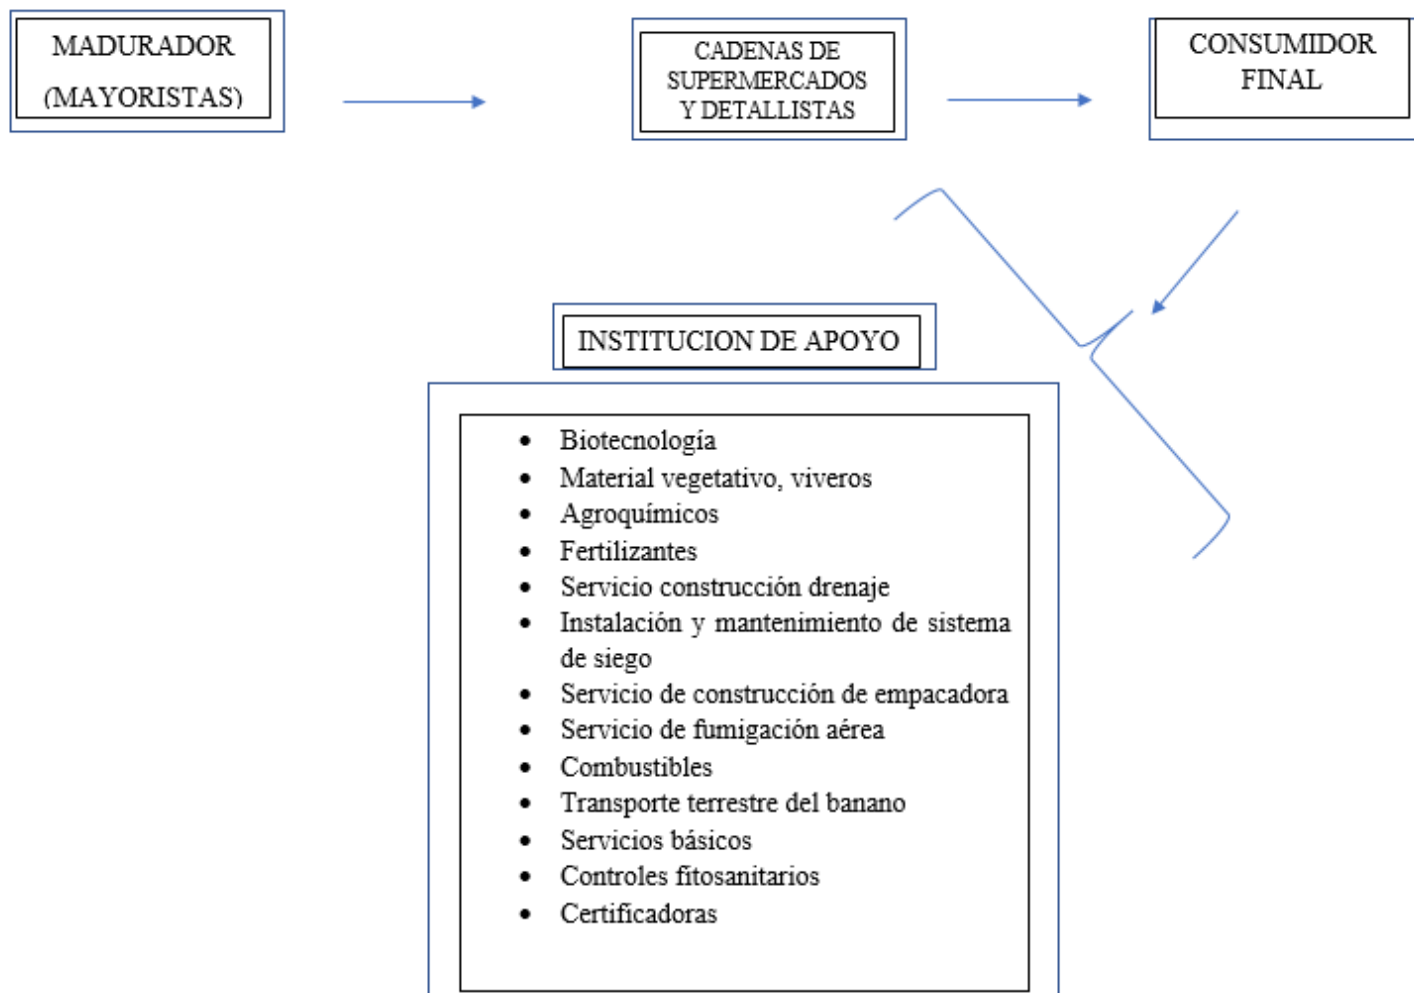 MADURADOR
(MAYORISTAS)
CADENAS DE
SUPERMERCADOS
Y DETALLISTAS
CONSUMIDOR
FINAL
INSTITUCION DE APOYO
• Biotecnología
• Material vegetativo, viveros
• Agroquímicos
• Fertilizantes
• Servicio construcción drenaje
• Instalación y mantenimiento de sistema
de siego
• Servicio de construcción de empacadora
• Servicio de fumigación aérea
• Combustibles
• Transporte terrestre del banano
• Servicios básicos
• Controles fitosanitarios
• Certificadoras